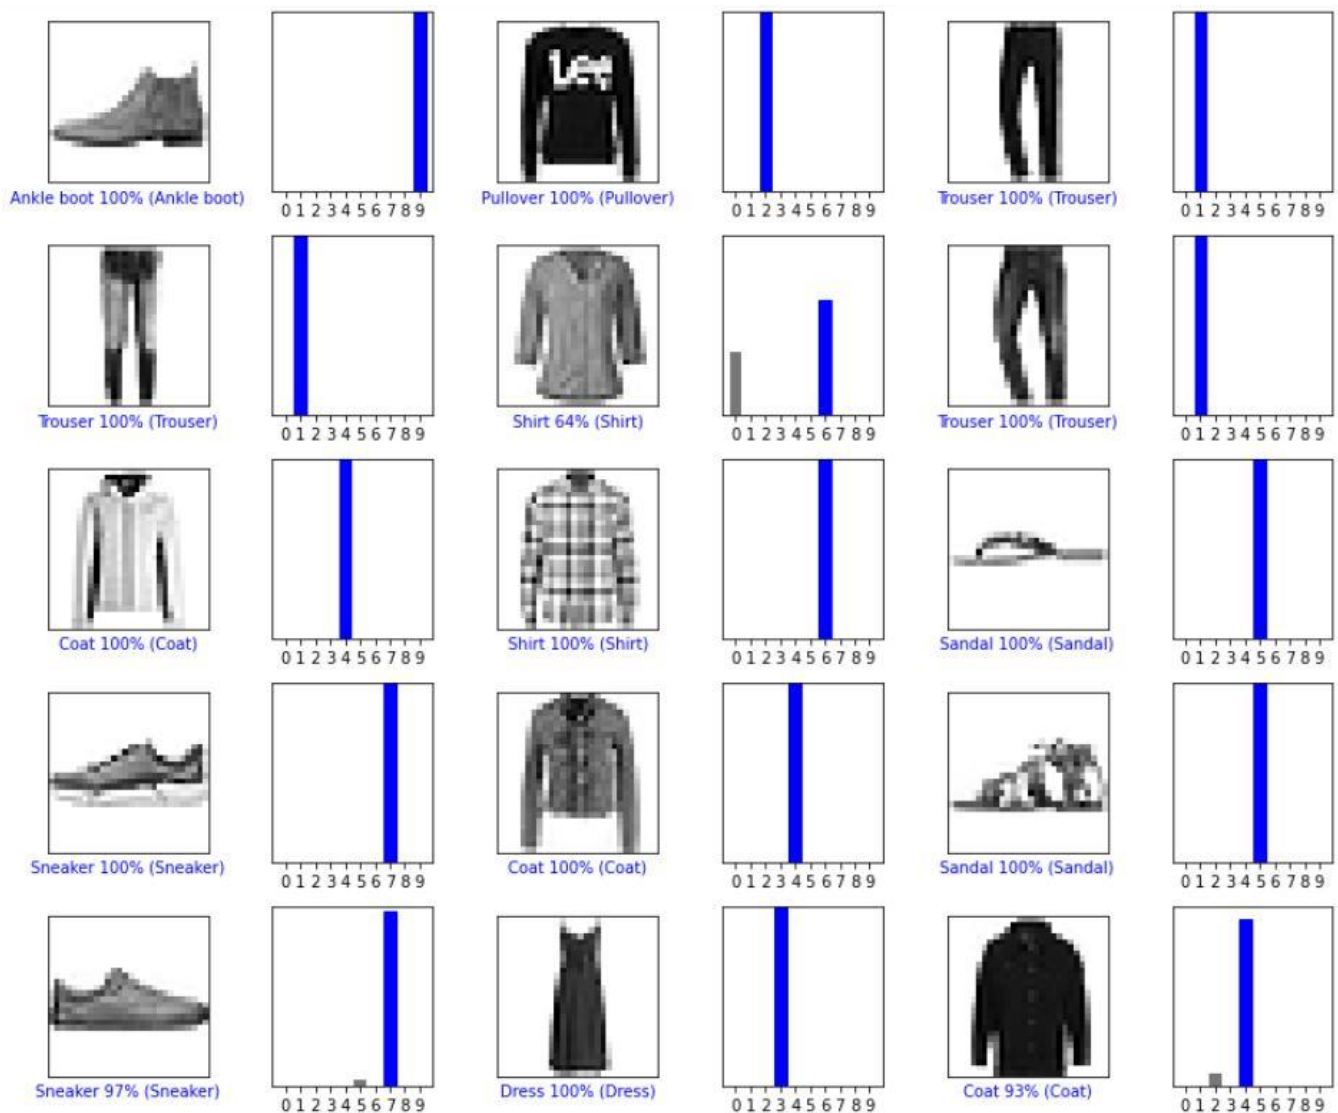 Lee
Ankle boot 100% (Ankle boot)
0 1 2 3 4 5 6 7 8 9
Pullover 100% (Pullover)
0 1 2 3 4 5 6 7 8 9
Trouser 100% (Trouser)
0 1 2 3 4 5 6 7 8 9
Trouser 100% (Trouser)
0 1 2 3 4 5 6 7 8 9
Shirt 64% (Shirt)
0 1 2 3 4 5 6 7 8 9
Trouser 100% (Trouser)
0 1 2 3 4 5 6 7 8 9
Coat 100% (Coat)
0 1 2 3 4 5 6 7 8 9
Shirt 100% (Shirt)
0 1 2 3 4 5 6 7 8 9
Sandal 100% (Sandal)
0 1 2 3 4 5 6 7 8 9
Sneaker 100% (Sneaker)
0 1 2 3 4 5 6 7 8 9
Coat 100% (Coat)
0 1 2 3 4 5 6 7 8 9
Sandal 100% (Sandal)
0 1 2 3 4 5 6 7 8 9
Sneaker 97% (Sneaker)
0 1 2 3 4 5 6 7 8 9
Dress 100% (Dress)
0 1 2 3 4 5 6 7 8 9
Coat 93% (Coat)
0 1 2 3 4 5 6 7 8 9